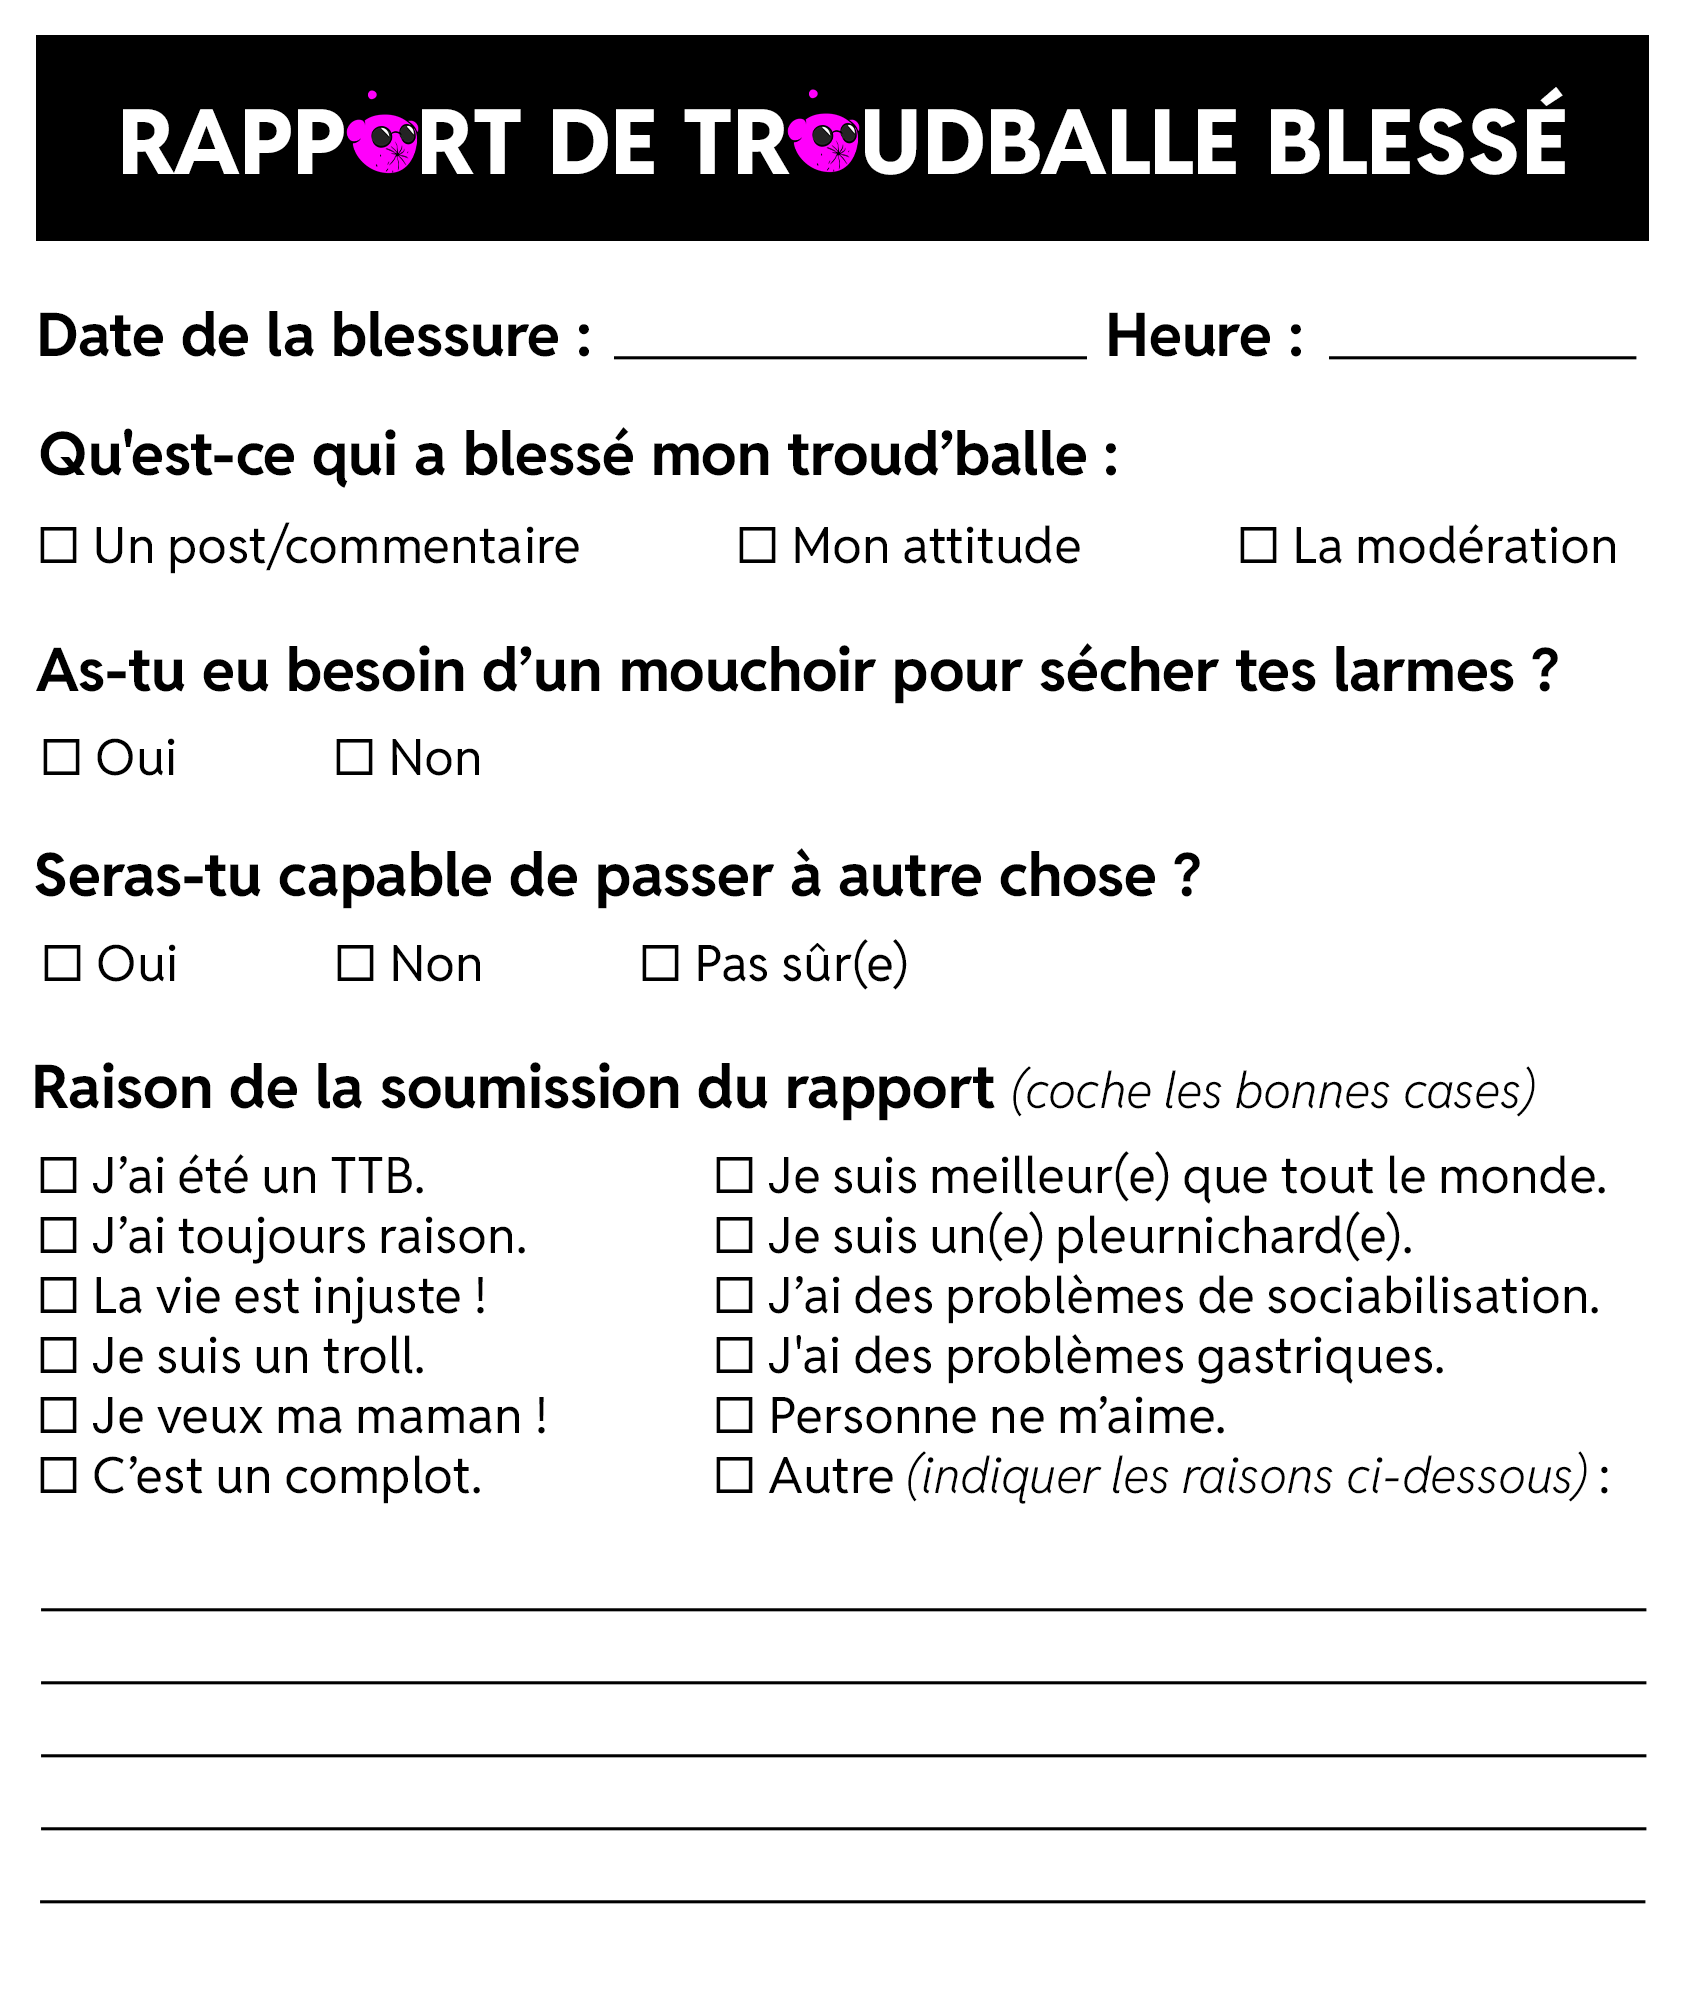 RAPPORT DE TROUDBALLE BLESSÉ
Date de la blessure : Heure :
Qu'est-ce qui a blessé mon troud’balle :
☐ Un post/commentaire ☐ Mon attitude ☐ La modération
As-tu eu besoin d’un mouchoir pour sécher tes larmes ?
☐ Oui ☐ Non
Seras-tu capable de passer à autre chose ?
☐ Oui ☐ Non ☐ Pas sûr(e)
Raison de la soumission du rapport (coche les bonnes cases)
☐ J’ai été un TTB.
☐ J’ai toujours raison.
☐ La vie est injuste !
☐ Je suis un troll.
☐ Je veux ma maman !
☐ C’est un complot.
☐ Je suis meilleur(e) que tout le monde.
☐ Je suis un(e) pleurnichard(e).
☐ J’ai des problèmes de sociabilisation.
☐ J'ai des problèmes gastriques.
☐ Personne ne m’aime.
☐ Autre (indiquer les raisons ci-dessous) :